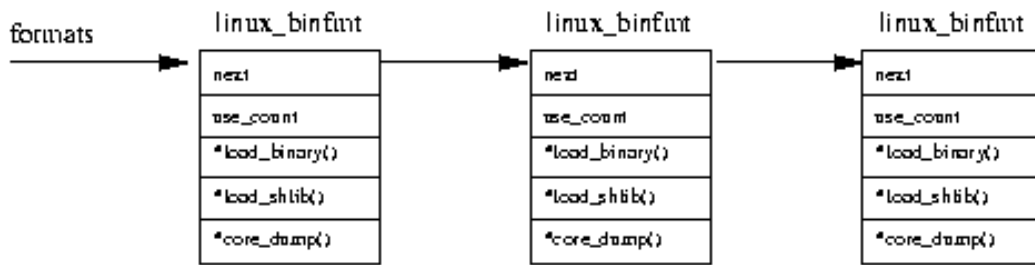 formats
linux_binfmt
next
use_count
*load_binary()
*load_shlib()
*core_dump()
linux_binfmt
next
use_count
*load_binary()
*load_shlib()
*core_dump()
linux_binfmt
next
use_count
*load_binary()
*load_shlib()
*core_dump()